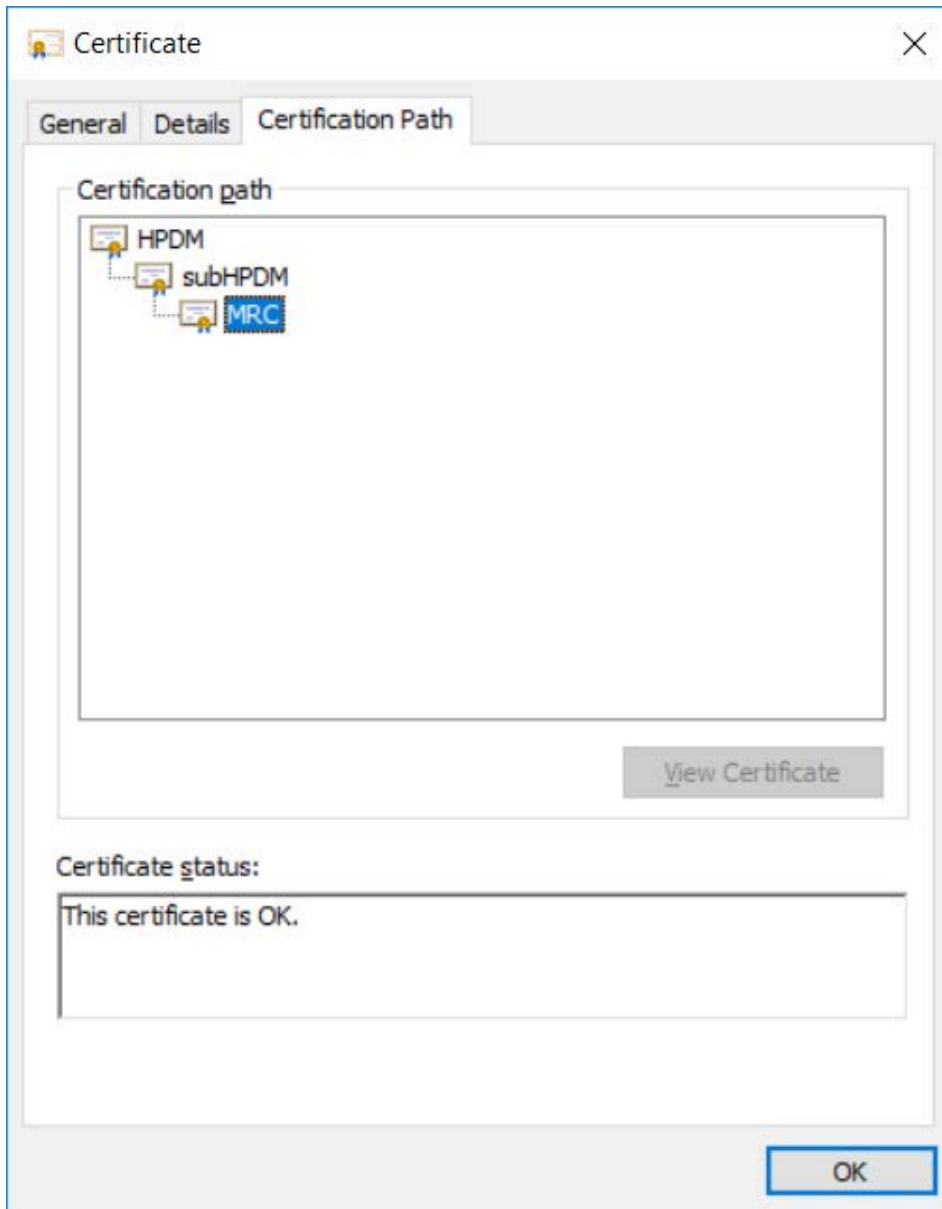 Certificate
General Details Certification Path
Certification path
HPDM
subHPDM
MRC
View Certificate
Certificate status:
This certificate is OK.
OK